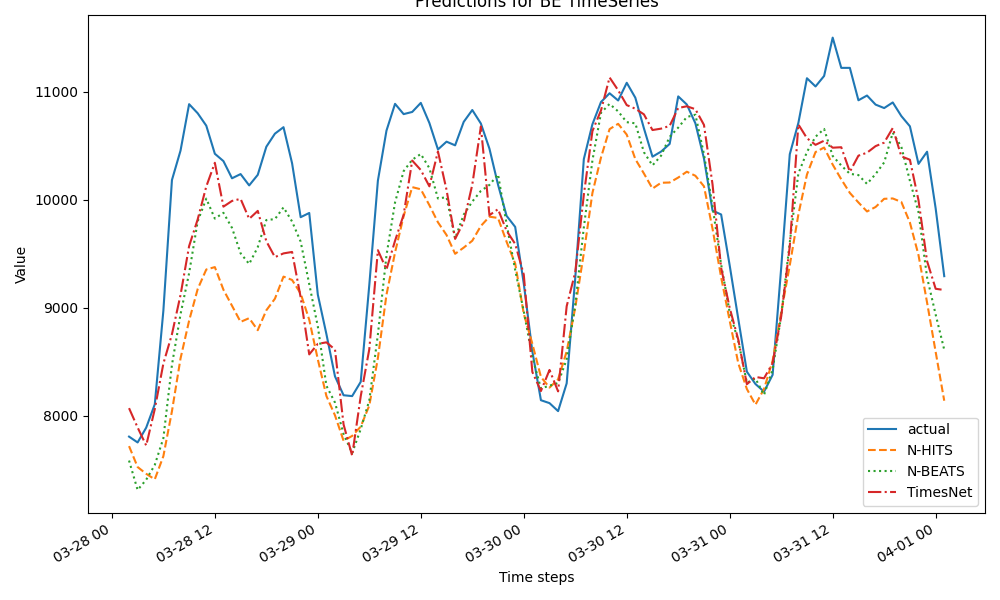 Predictions for BE TimeSeries
Value
11000
10000
9000
8000
03-28 00
03-28 12
03-29 00
03-29 12
03-30 00
03-30 12
03-31 00
03-31 12
04-01 00
Time steps
actual
N-HITS
N-BEATS
TimesNet